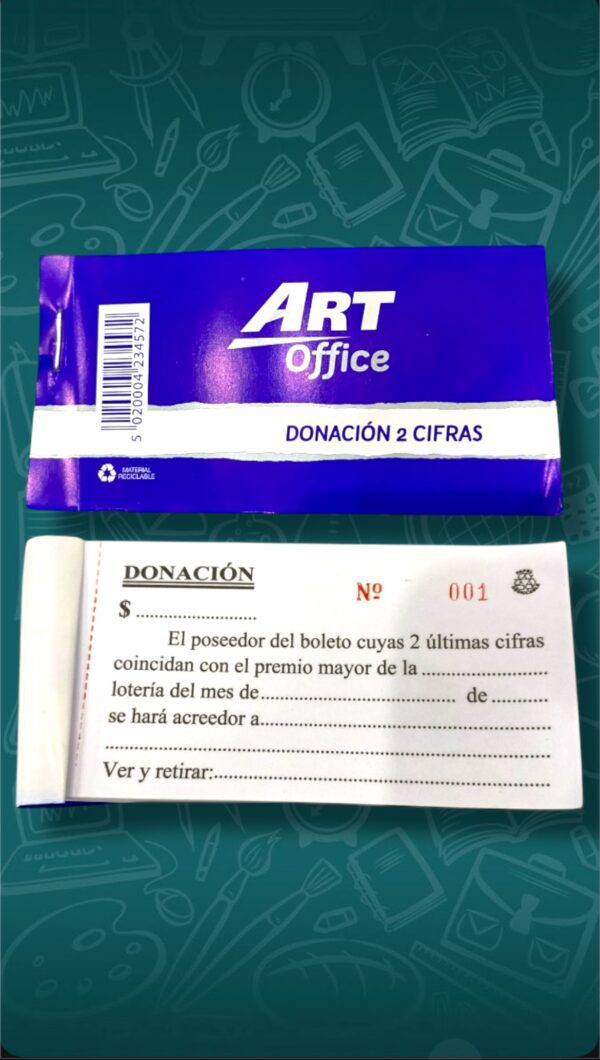 ART
Office
5 020004 234572
DONACIÓN 2 CIFRAS
MATERIAL
RECICLABLE
DONACIÓN
Nº 001
$ ........................
El poseedor del boleto cuyas 2 últimas cifras
coincidan con el premio mayor de la .........................
lotería del mes de....................................... de ...........
se hará acreedor a..........................................................
.........................................................................................
Ver y retirar:...................................................................